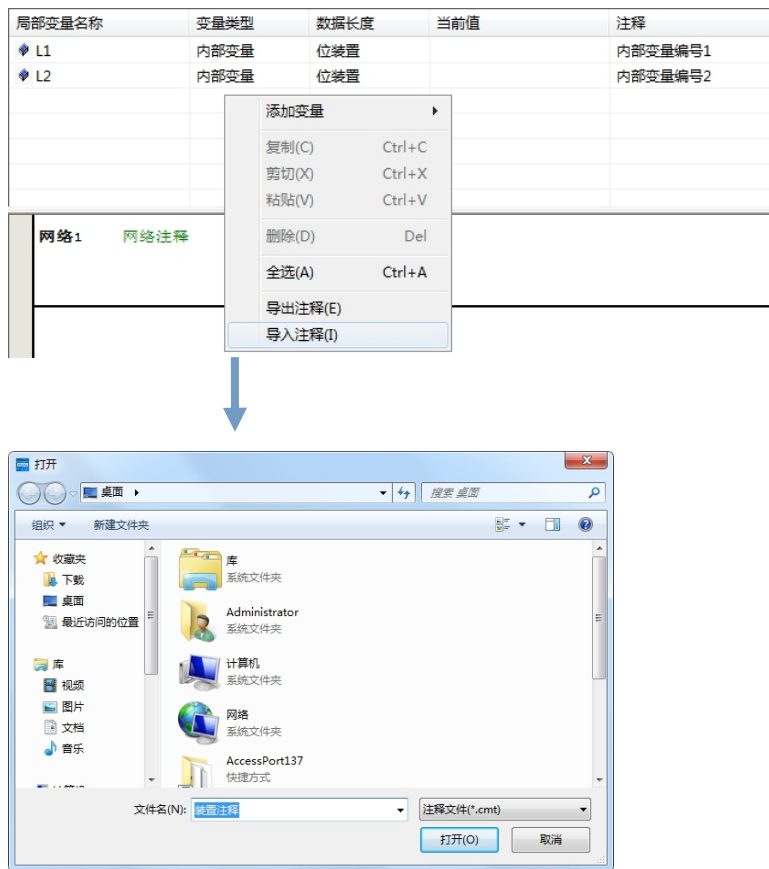 局部变量名称 变量类型 数据长度 当前值 注释
L1 内部变量 位装置 内部变量编号1
L2 内部变量 位装置 内部变量编号2
添加变量
复制(C) Ctrl+C
剪切(X) Ctrl+X
粘贴(V) Ctrl+V
删除(D) Del
全选(A) Ctrl+A
导出注释(E)
导入注释(I)
网络1 网络注释
打开
桌面
搜索 桌面
组织 新建文件夹
收藏夹
下载
桌面
最近访问的位置
库
视频
图片
文档
音乐
库
系统文件夹
Administrator
系统文件夹
计算机
系统文件夹
网络
系统文件夹
AccessPort137
快捷方式
文件名(N): 装置注释 注释文件(*.cmt)
打开(O) 取消